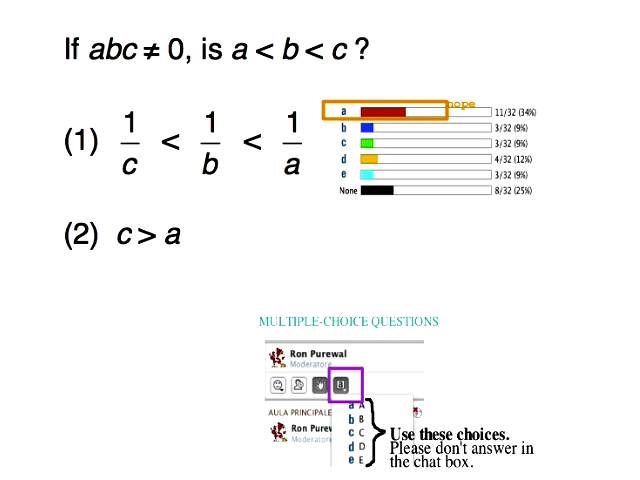 If abc ≠ 0, is a < b < c ?
(1) 1/c < 1/b < 1/a
(2) c > a
nope
a 11/32 (34%)
b 3/32 (9%)
c 3/32 (9%)
d 4/32 (12%)
e 3/32 (9%)
None 8/32 (25%)
MULTIPLE-CHOICE QUESTIONS
Ron Purewal
Moderatore
AULA PRINCIPALE
Ron Purew
Moderator
a A
b B
c C
d D
e E
Use these choices.
Please don't answer in
the chat box.